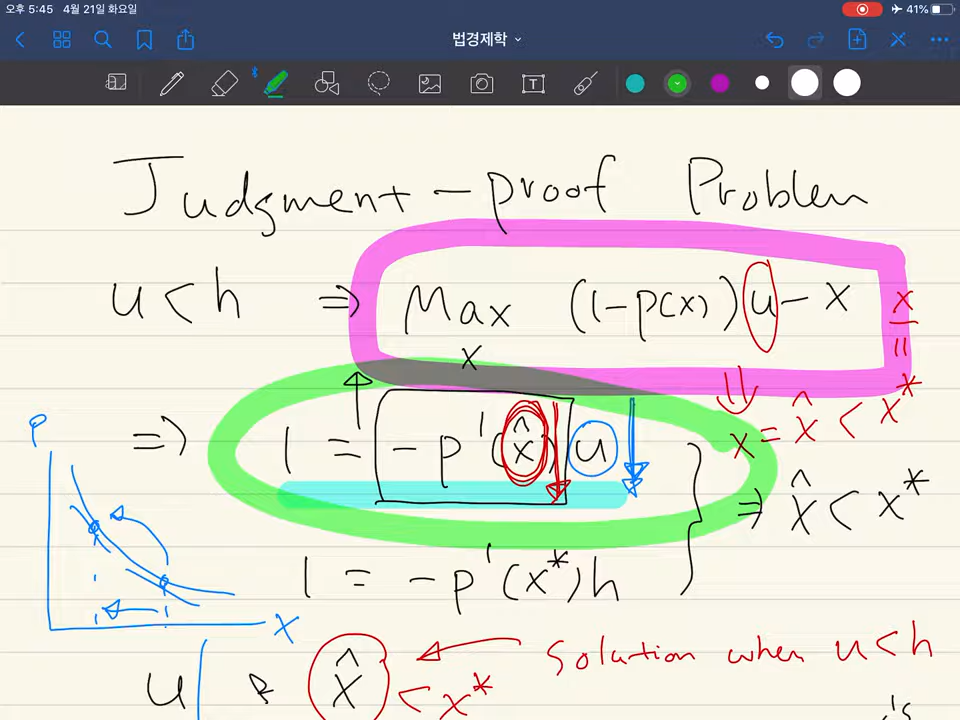 오후 5:45 4월 21일 화요일 41%
법경제학
T
Judgment-proof Problem
u < h ⇒ Max (1-p(x))u - x x
x =
⇒ 1 = -p'(x̂)u x = x̂ < x*
⇒ x̂ < x*
1 = -p'(x*)h
P
x
u x̂ ← Solution when u < h
< x*
's